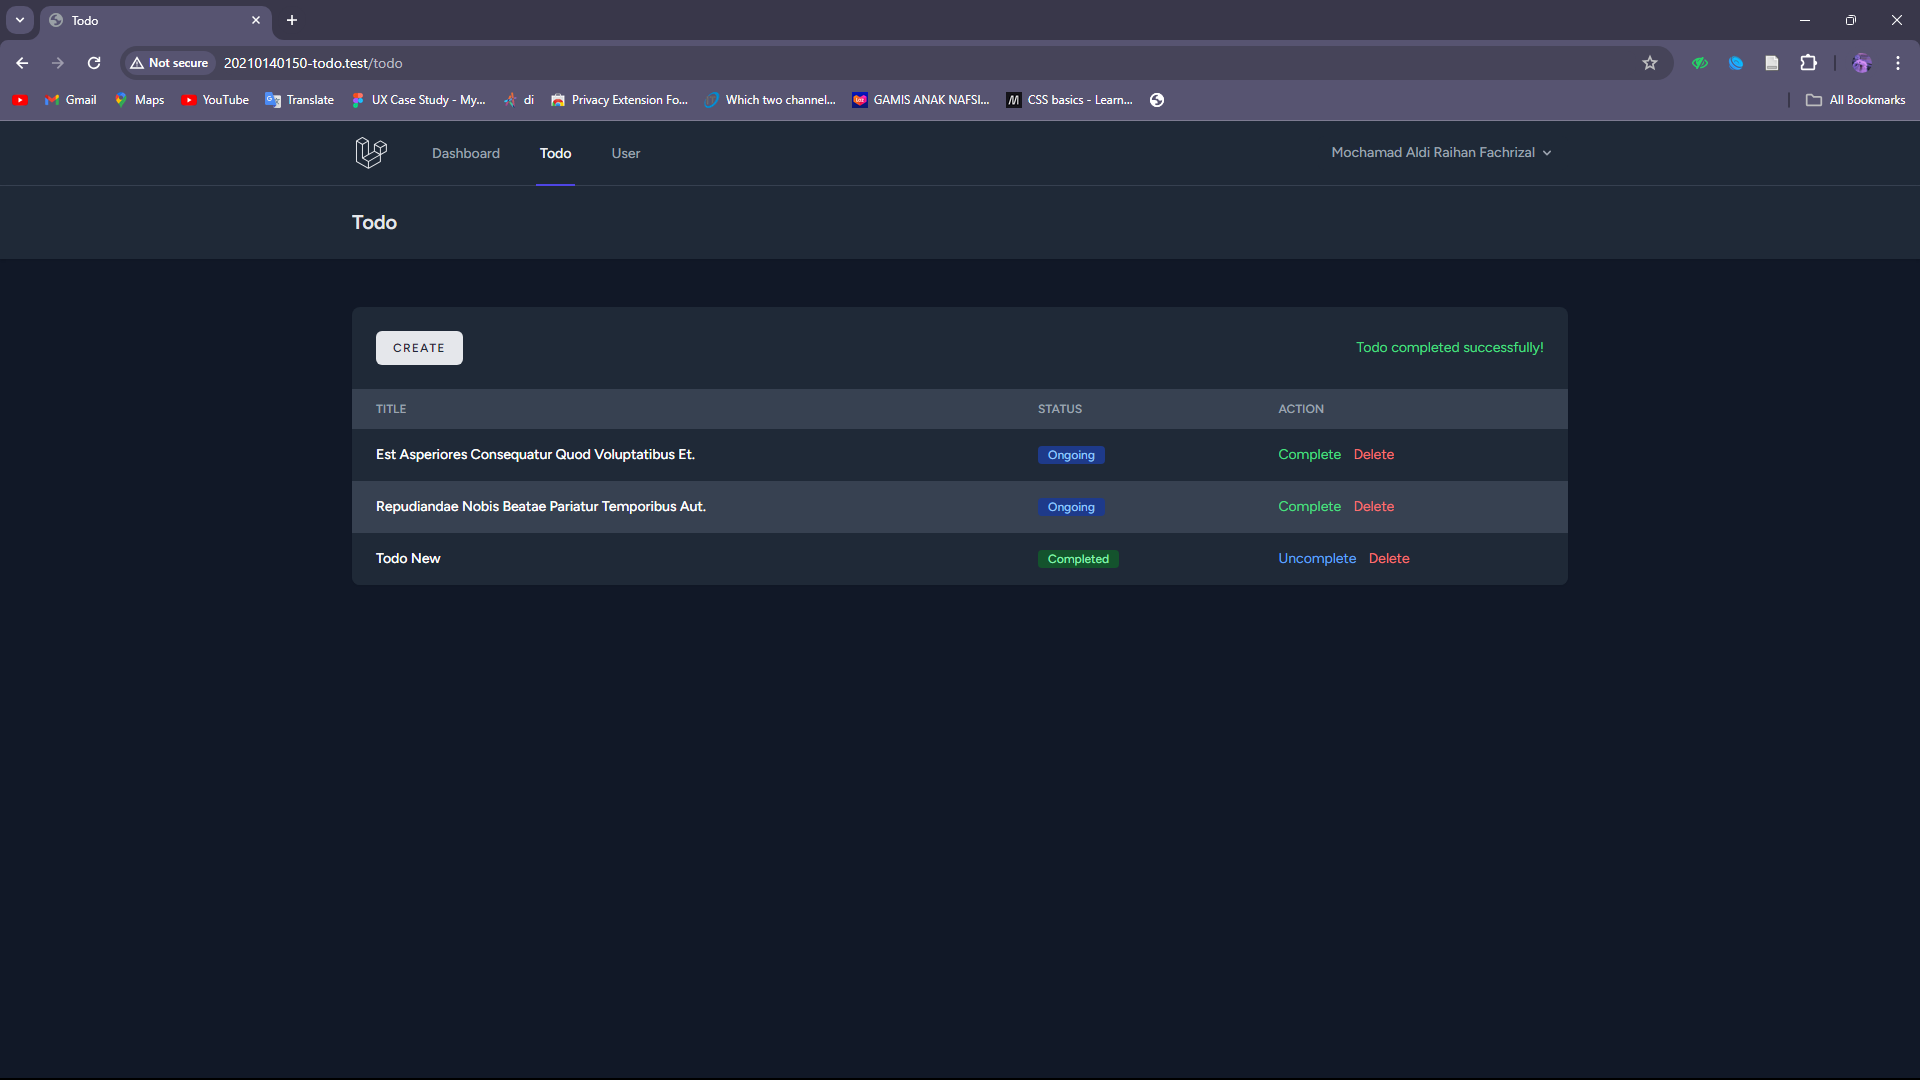 Todo
Not secure 20210140150-todo.test/todo
Gmail Maps YouTube Translate UX Case Study - My... di Privacy Extension Fo... Which two channel... GAMIS ANAK NAFSI... CSS basics - Learn... All Bookmarks
Dashboard Todo User Mochamad Aldi Raihan Fachrizal
Todo
CREATE Todo completed successfully!
TITLE STATUS ACTION
Est Asperiores Consequatur Quod Voluptatibus Et. Ongoing Complete Delete
Repudiandae Nobis Beatae Pariatur Temporibus Aut. Ongoing Complete Delete
Todo New Completed Uncomplete Delete